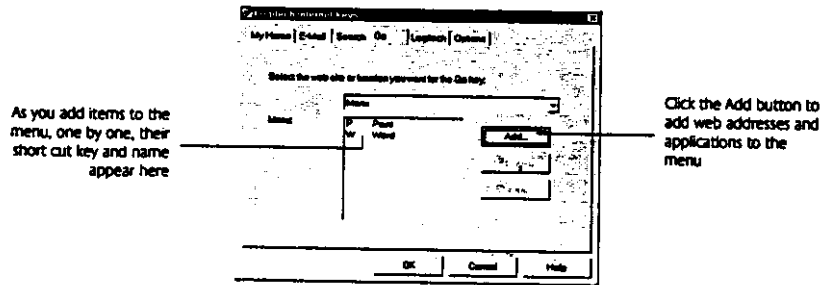 Logitech Internet Keys
My Home E-Mail Search Go Logitech Options
Select the web site or function you want for the Go key:
Menu
Menu:
P Paint
W Word
Add...
OK Cancel Help
As you add items to the
menu, one by one, their
short cut key and name
appear here
Click the Add button to
add web addresses and
applications to the
menu